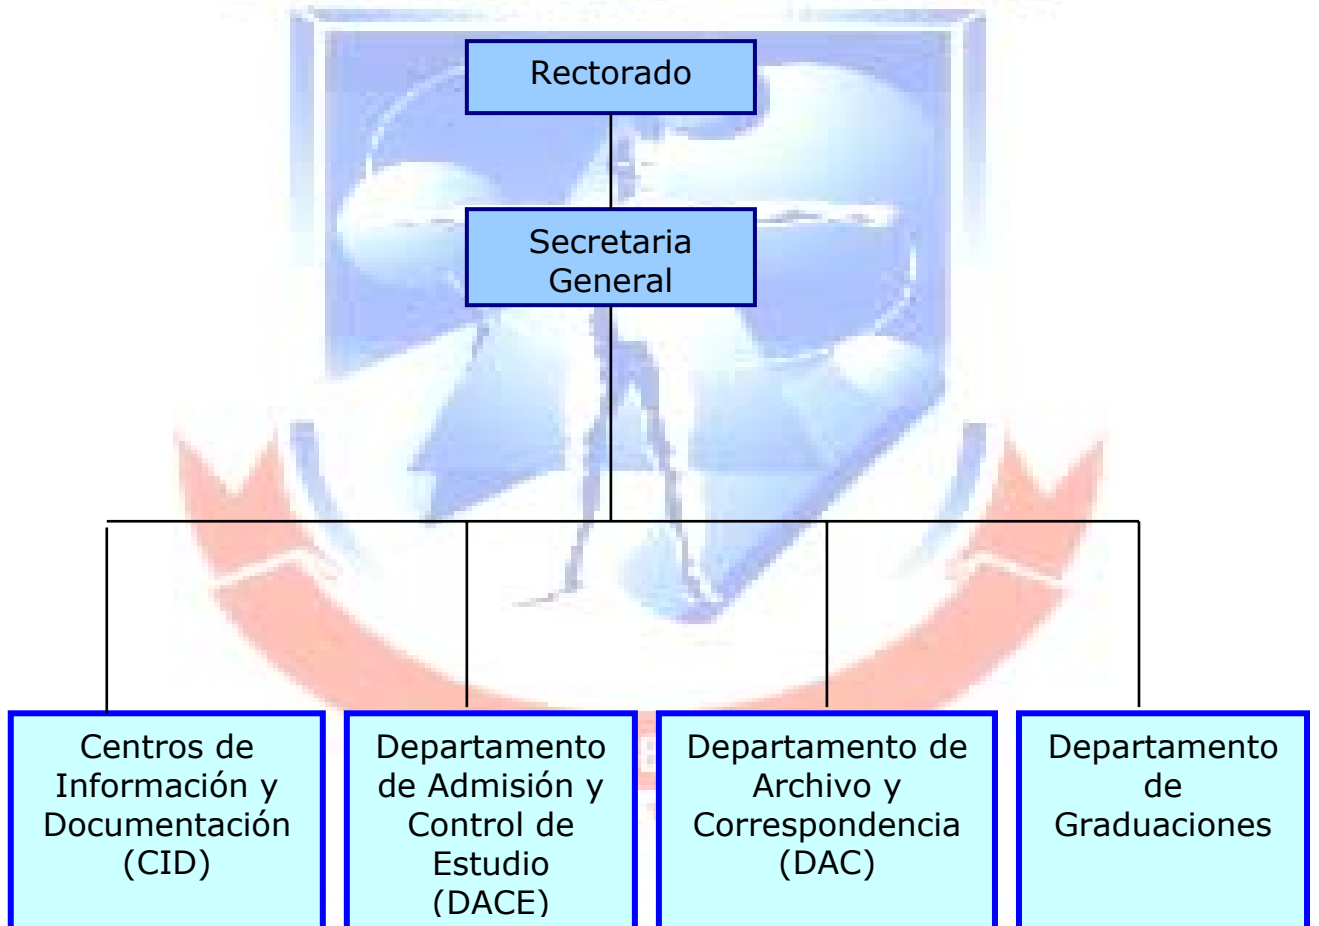 Rectorado
Secretaria
General
Centros de
Información y
Documentación
(CID)
Departamento
de Admisión y
Control de
Estudio
(DACE)
Departamento de
Archivo y
Correspondencia
(DAC)
Departamento
de
Graduaciones